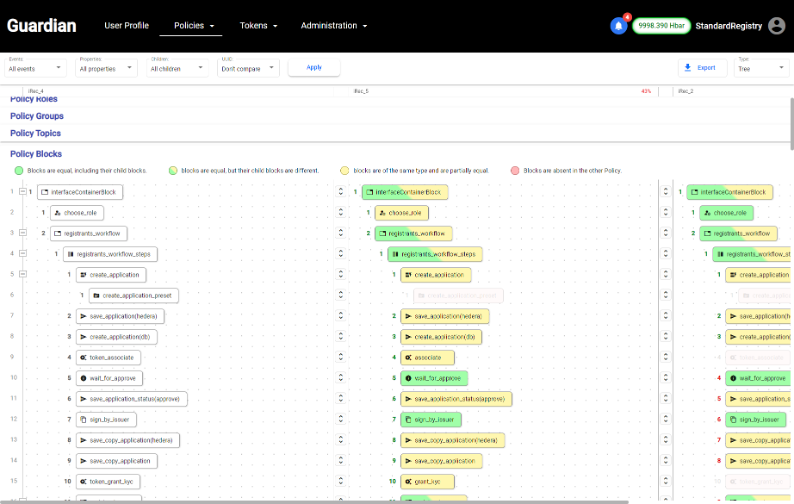 Guardian User Profile Policies Tokens Administration 4 9998.390 Hbar StandardRegistry
Events: Properties: Children: UUID: Type:
All events All properties All children Don't compare Apply Export Tree
iRec_4 iRec_5 43% iRec_2
Policy Roles
Policy Groups
Policy Topics
Policy Blocks
Blocks are equal, including their child blocks. blocks are equal, but their child blocks are different. blocks are of the same type and are partially equal. Blocks are absent in the other Policy.
1 1 interfaceContainerBlock 1 interfaceContainerBlock 1 interfaceContainerBlock
2 1 choose_role 1 choose_role 1 choose_role
3 2 registrants_workflow 2 registrants_workflow 2 registrants_workflow
4 1 registrants_workflow_steps 1 registrants_workflow_steps 1 registrants_workflow_st
5 1 create_application 1 create_application 1 create_application
6 1 create_application_preset 1 create_application_preset 1 create_applic
7 2 save_application(hedera) 2 save_application(hedera) 2 save_application(h
8 3 create_application(db) 3 create_application(db) 3 create_application
9 4 token_associate 4 associate token_associate
10 5 wait_for_approve 5 wait_for_approve 4 wait_for_approve
11 6 save_application_status(approve) 6 save_application_status(approve) 5 save_application_s
12 7 sign_by_issuer 7 sign_by_issuer 6 sign_by_issuer
13 8 save_copy_application(hedera) 8 save_copy_application(hedera) 7 save_copy_applica
14 9 save_copy_application 9 save_copy_application 8 save_copy_applica
15 10 token_grant_kyc 10 grant_kyc token_grant_kyc